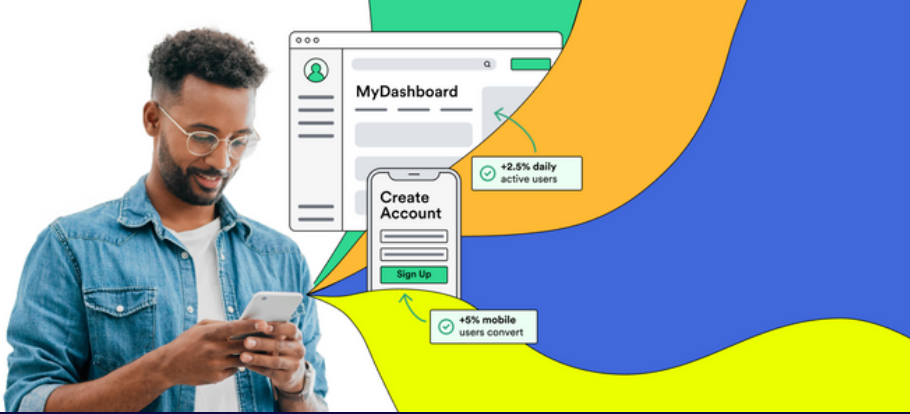 MyDashboard
+2.5% daily
active users
Create
Account
Sign Up
+5% mobile
users convert